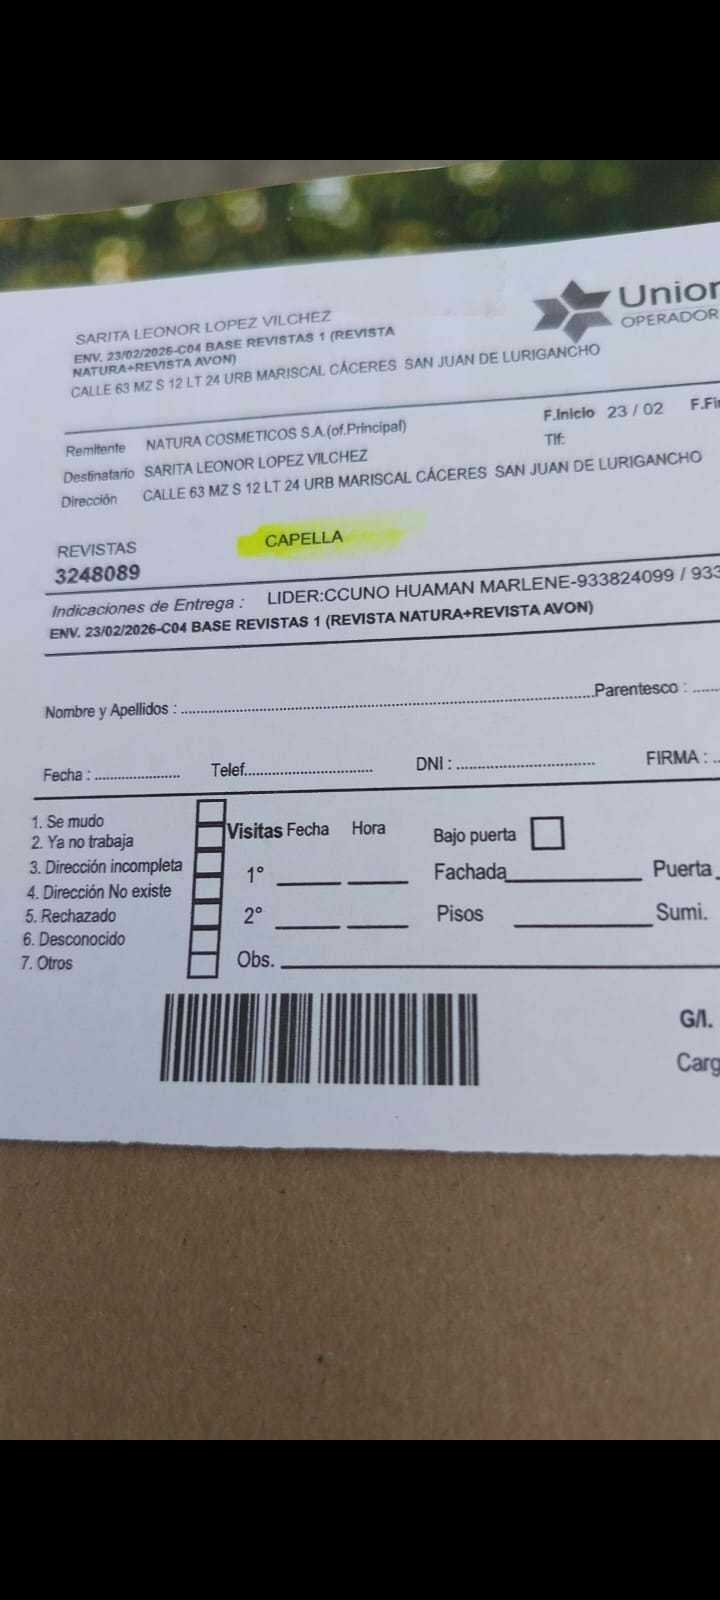 SARITA LEONOR LOPEZ VILCHEZ
ENV. 23/02/2026-C04 BASE REVISTAS 1 (REVISTA
NATURA+REVISTA AVON)
CALLE 63 MZ S 12 LT 24 URB MARISCAL CÁCERES SAN JUAN DE LURIGANCHO
Union
OPERADOR
Remitente NATURA COSMETICOS S.A.(of.Principal)
F.Inicio 23 / 02 F.Fi
Destinatario SARITA LEONOR LOPEZ VILCHEZ
Tlf:
Dirección CALLE 63 MZ S 12 LT 24 URB MARISCAL CÁCERES SAN JUAN DE LURIGANCHO
REVISTAS CAPELLA
3248089
Indicaciones de Entrega : LIDER:CCUNO HUAMAN MARLENE-933824099 / 933
ENV. 23/02/2026-C04 BASE REVISTAS 1 (REVISTA NATURA+REVISTA AVON)
Nombre y Apellidos : Parentesco :
Fecha : Telef. DNI : FIRMA :
1. Se mudo
2. Ya no trabaja
3. Dirección incompleta
4. Dirección No existe
5. Rechazado
6. Desconocido
7. Otros
Visitas Fecha Hora Bajo puerta
1° Fachada Puerta
2° Pisos Sumi.
Obs.
G/I.
Carg